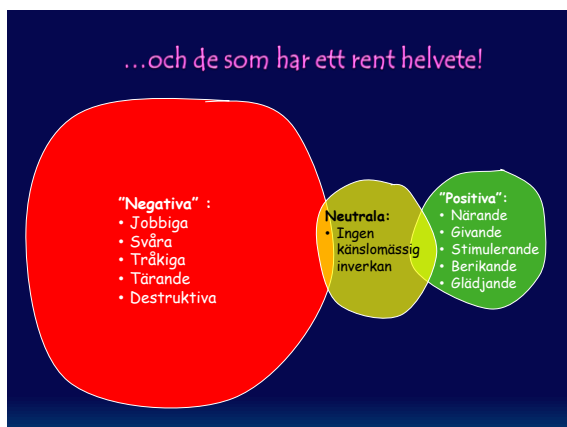 ...och de som har ett rent helvete!
”Negativa” :
• Jobbiga
• Svåra
• Tråkiga
• Tärande
• Destruktiva
Neutrala:
• Ingen
känslomässig
inverkan
”Positiva”:
• Närande
• Givande
• Stimulerande
• Berikande
• Glädjande